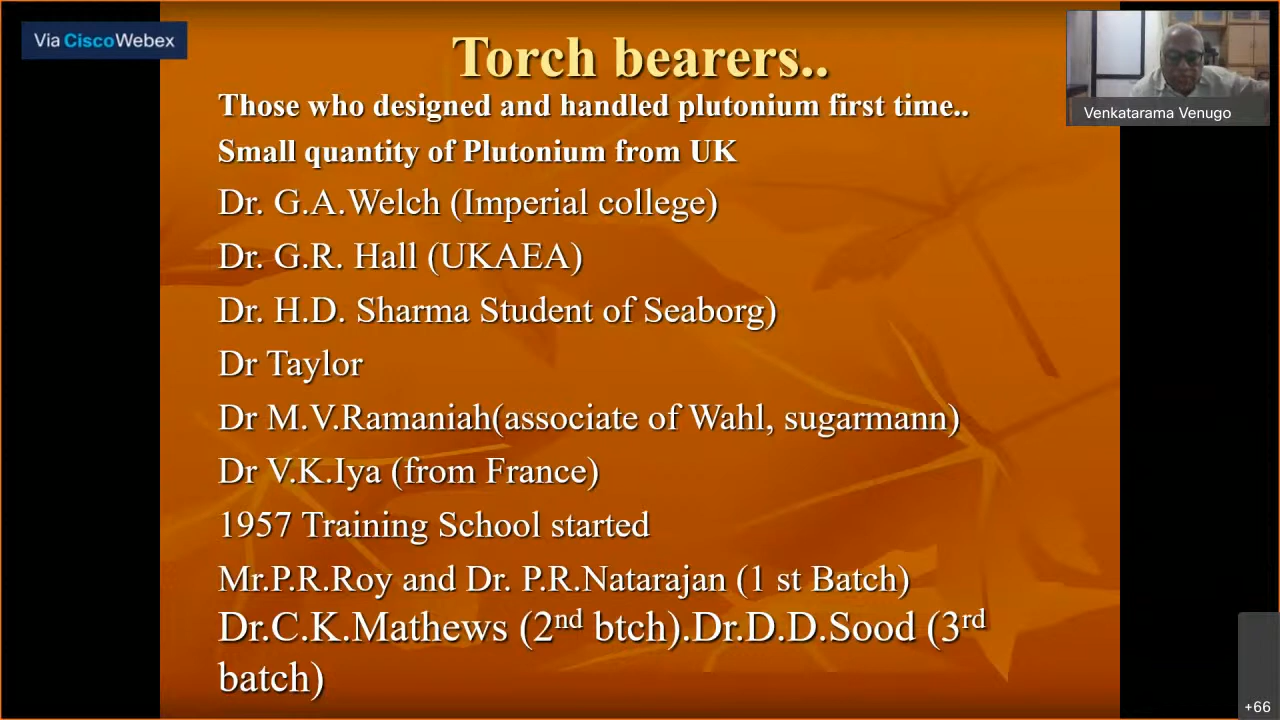 Via CiscoWebex
Torch bearers..
Those who designed and handled plutonium first time..
Small quantity of Plutonium from UK
Dr. G.A.Welch (Imperial college)
Dr. G.R. Hall (UKAEA)
Dr. H.D. Sharma Student of Seaborg)
Dr Taylor
Dr M.V.Ramaniah(associate of Wahl, sugarmann)
Dr V.K.Iya (from France)
1957 Training School started
Mr.P.R.Roy and Dr. P.R.Natarajan (1 st Batch)
Dr.C.K.Mathews (2nd btch).Dr.D.D.Sood (3rd
batch)
Venkatarama Venugo
+66